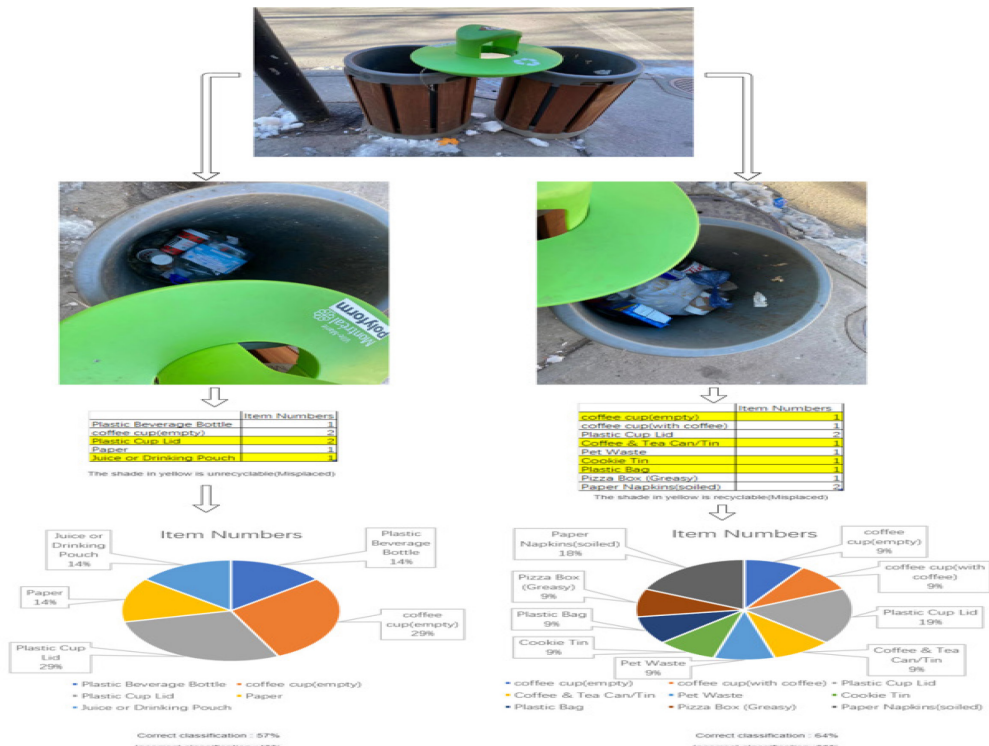 polyform
Montréal
Item Numbers
Plastic Beverage Bottle 1
coffee cup(empty) 2
Plastic Cup Lid 2
Paper 1
Juice or Drinking Pouch 1
The shade in yellow is unrecyclable(Misplaced)
Item Numbers
Juice or
Drinking
Pouch
14%
Plastic
Beverage
Bottle
14%
Paper
14%
coffee
cup(empty)
29%
Plastic Cup
Lid
29%
Plastic Beverage Bottle
coffee cup(empty)
Plastic Cup Lid
Paper
Juice or Drinking Pouch
Correct classification : 57%
Item Numbers
coffee cup(empty) 1
coffee cup(with coffee) 1
Plastic Cup Lid 2
Coffee & Tea Can/Tin 1
Pet Waste 1
Cookie Tin 1
Plastic Bag 1
Pizza Box (Greasy) 1
Paper Napkins(soiled) 2
The shade in yellow is recyclable(Misplaced)
Item Numbers
Paper
Napkins(soiled)
18%
coffee
cup(empty)
9%
coffee cup(with
coffee)
9%
Pizza Box
(Greasy)
9%
Plastic Cup Lid
19%
Plastic Bag
9%
Cookie Tin
9%
Coffee & Tea
Can/Tin
9%
Pet Waste
9%
coffee cup(empty)
coffee cup(with coffee)
Plastic Cup Lid
Coffee & Tea Can/Tin
Pet Waste
Cookie Tin
Plastic Bag
Pizza Box (Greasy)
Paper Napkins(soiled)
Correct classification : 64%